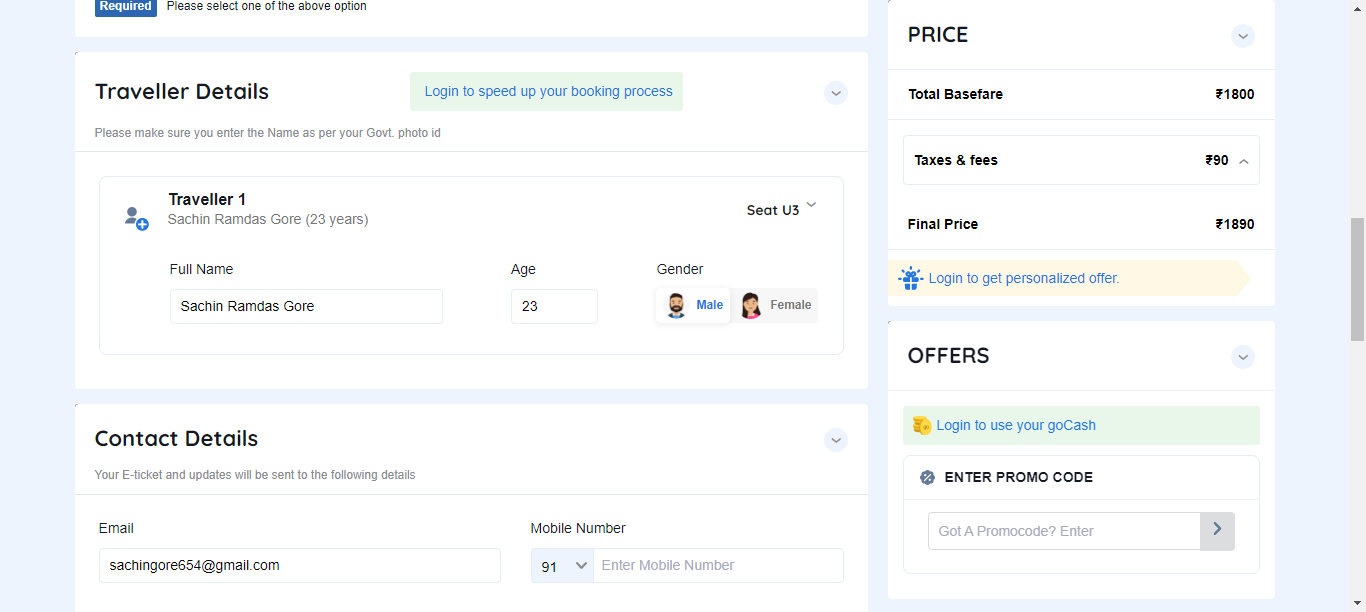 Required Please select one of the above option
Traveller Details
Login to speed up your booking process
Please make sure you enter the Name as per your Govt. photo id
Traveller 1
Sachin Ramdas Gore (23 years)
Seat U3
Full Name Age Gender
Sachin Ramdas Gore 23 Male Female
Contact Details
Your E-ticket and updates will be sent to the following details
Email Mobile Number
sachingore654@gmail.com 91 Enter Mobile Number
PRICE
Total Basefare ₹1800
Taxes & fees ₹90
Final Price ₹1890
Login to get personalized offer.
OFFERS
Login to use your goCash
ENTER PROMO CODE
Got A Promocode? Enter